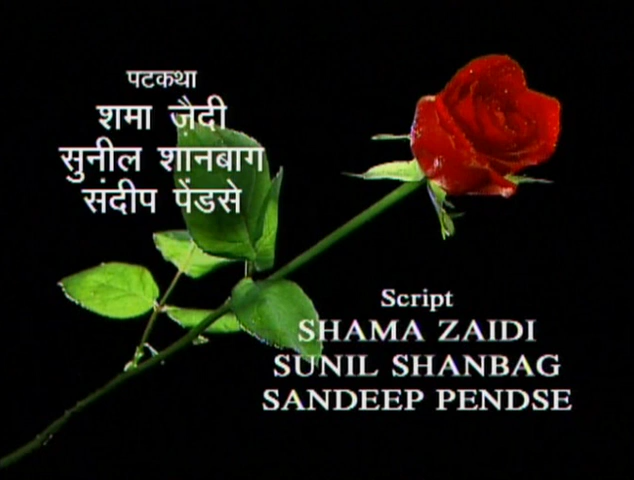 पटकथा
शमा ज़ैदी
सुनील शानबाग
संदीप पेंडसे
Script
SHAMA ZAIDI
SUNIL SHANBAG
SANDEEP PENDSE